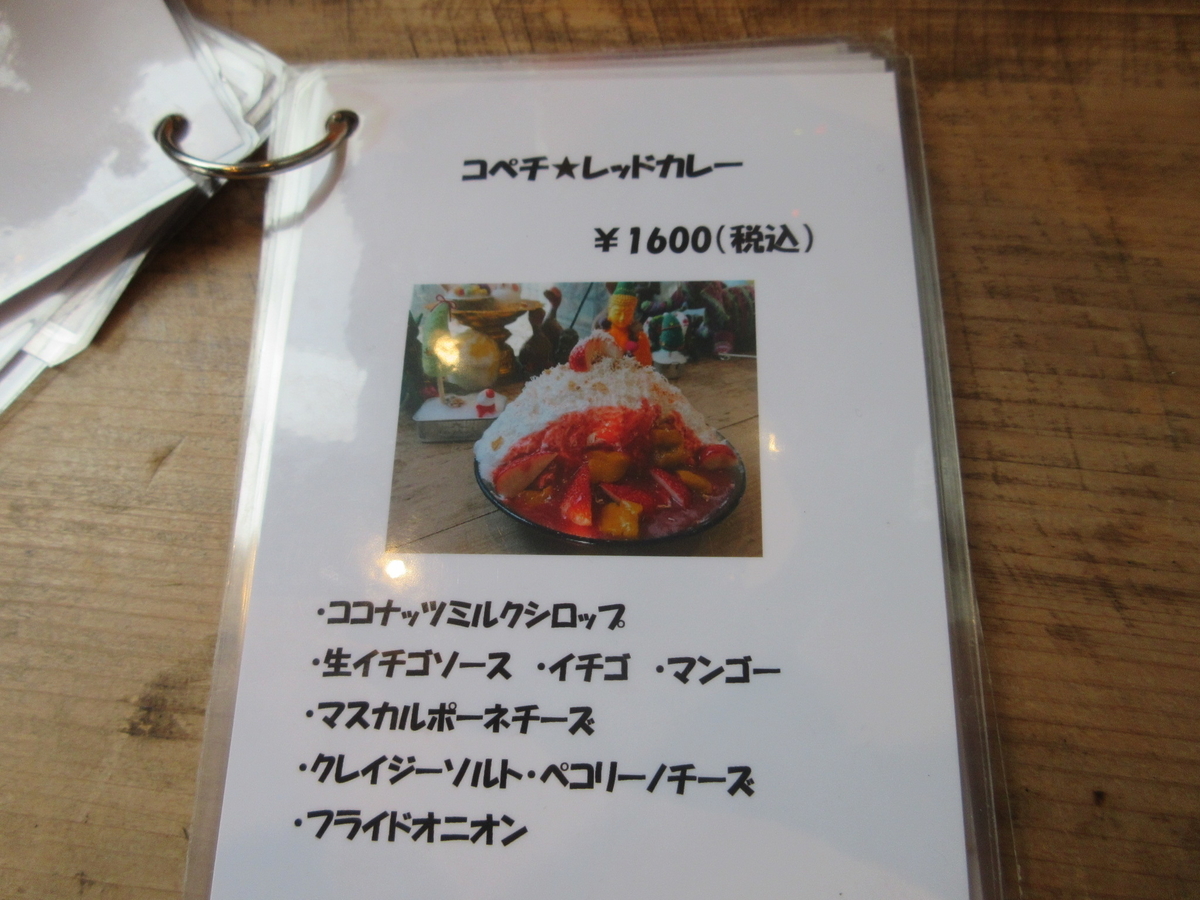 コペチ★レッドカレー
￥1600(税込)
・ココナッツミルクシロップ
・生イチゴソース ・イチゴ ・マンゴー
・マスカルポーネチーズ
・クレイジーソルト・ペコリーノチーズ
・フライドオニオン